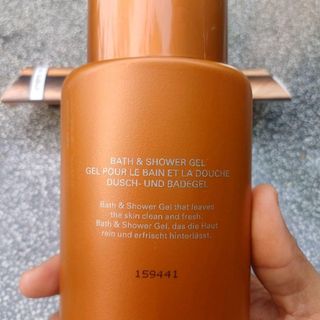 BATH & SHOWER GEL
GEL POUR LE BAIN ET LA DOUCHE
DUSCH- UND BADEGEL
Bath & Shower Gel that leaves
the skin clean and fresh.
Bath & Shower Gel, das die Haut
rein und erfrischt hinterlässt.
159441